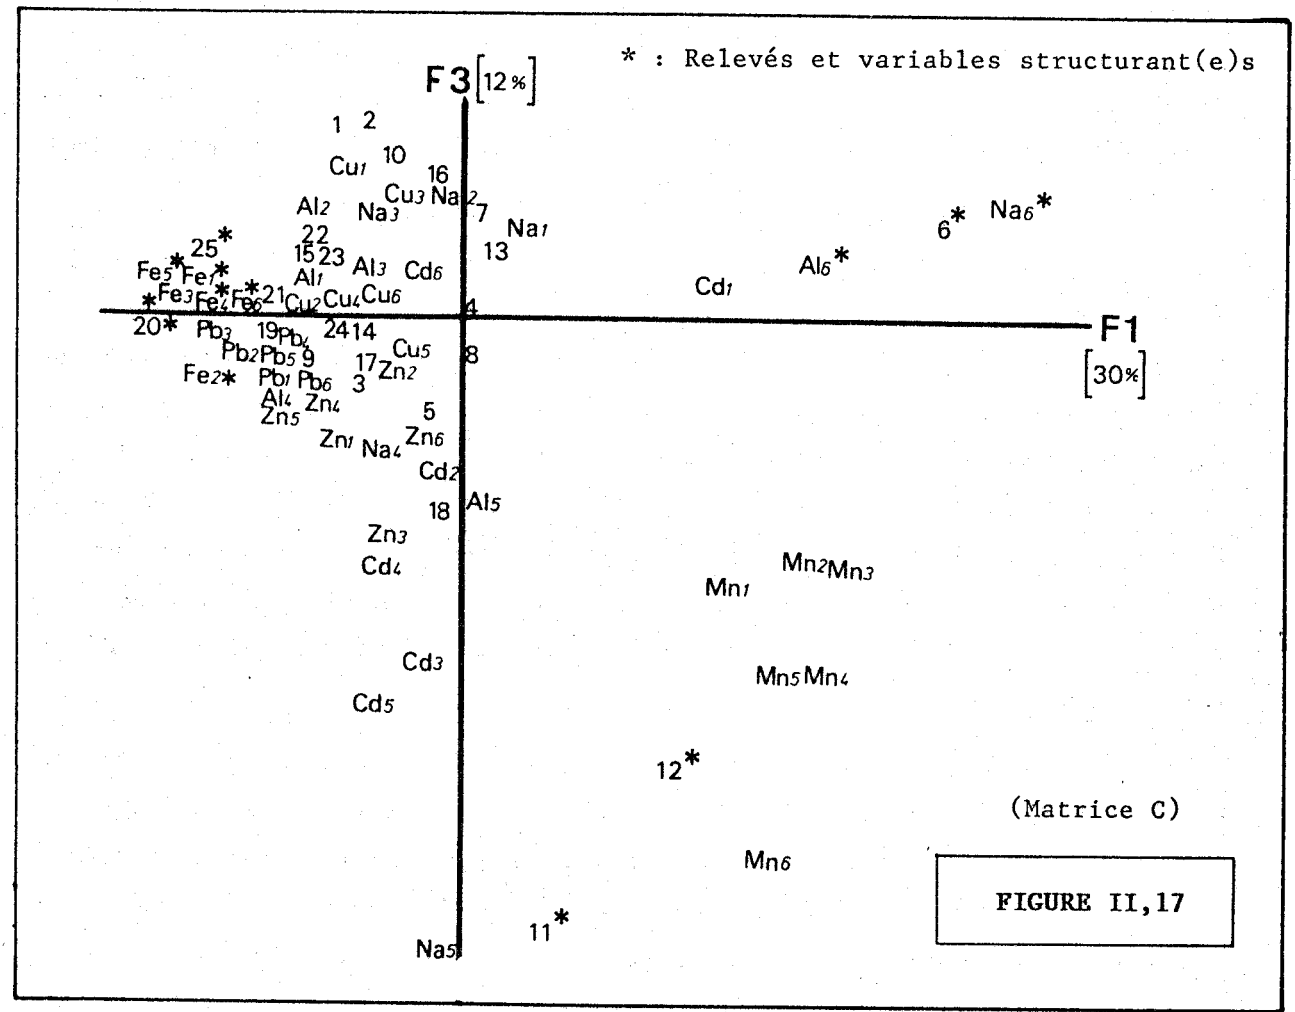 * : Relevés et variables structurant(e)s
F3 [12%]
1 2
10
Cu1 16
Cu3 Na2
Al2 Na3 7
6* Na6*
Na1
22
25* 13
15 23
Al6*
Fe5* Fe1* Al1 Al3 Cd6
Cd1
Fe3* Fe4* Fe6* 21 Cu2 Cu4 Cu6
4
F1
20* Pb3 19 Pb4 24 14
Pb2 Pb5 9 Cu5 8
17 Zn2
[30%]
Fe2* Pb1 Pb6 3
Al4 Zn4
Zn5 5
Zn1 Na4 Zn6
Cd2
18 Al5
Zn3
Cd4
Mn2 Mn3
Mn1
Cd3
Mn5 Mn4
Cd5
12*
(Matrice C)
Mn6
FIGURE II,17
11*
Na5